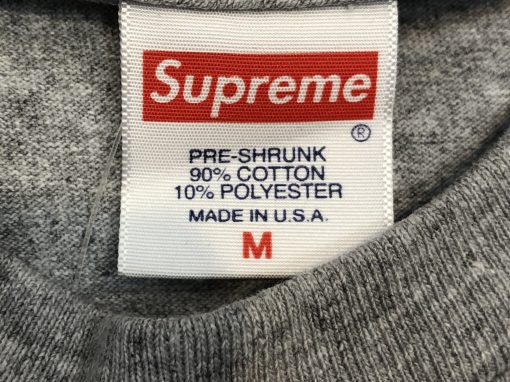 Supreme
®
PRE-SHRUNK
90% COTTON
10% POLYESTER
MADE IN U.S.A.
M